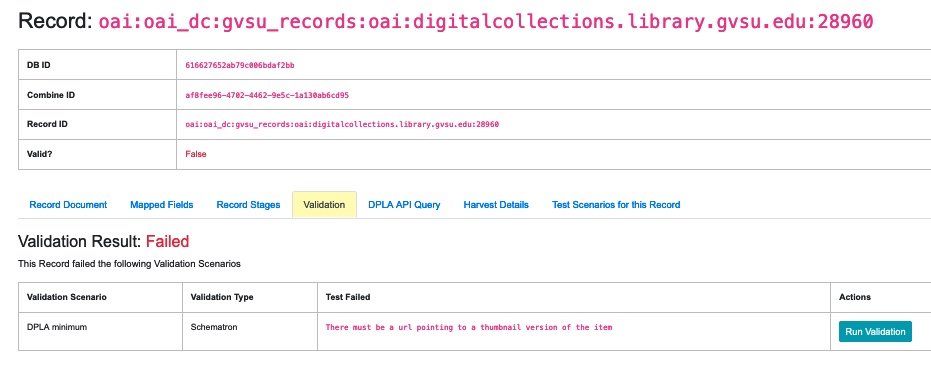 Record: oai:oai_dc:gvsu_records:oai:digitalcollections.library.gvsu.edu:28960
DB ID 616627652ab79c006bdaf2bb
Combine ID af8fee96-4702-4462-9e5c-1a130ab6cd95
Record ID oai:oai_dc:gvsu_records:oai:digitalcollections.library.gvsu.edu:28960
Valid? False
Record Document Mapped Fields Record Stages Validation DPLA API Query Harvest Details Test Scenarios for this Record
Validation Result: Failed
This Record failed the following Validation Scenarios
Validation Scenario Validation Type Test Failed Actions
DPLA minimum Schematron There must be a url pointing to a thumbnail version of the item Run Validation